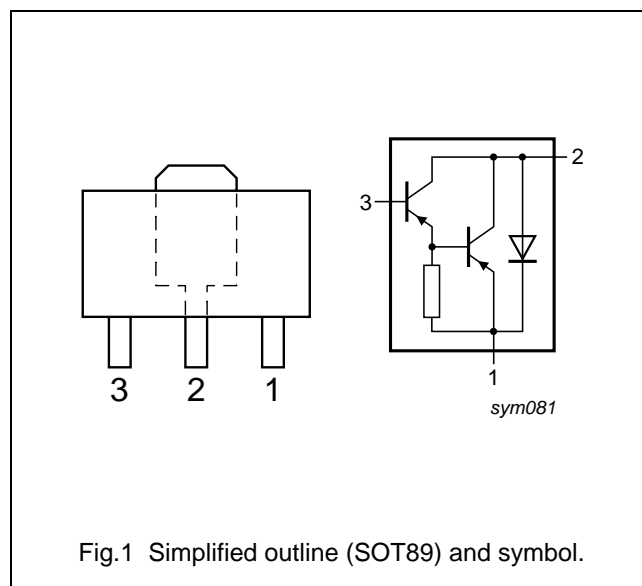 3 2 1
3
2
1
sym081
Fig.1 Simplified outline (SOT89) and symbol.